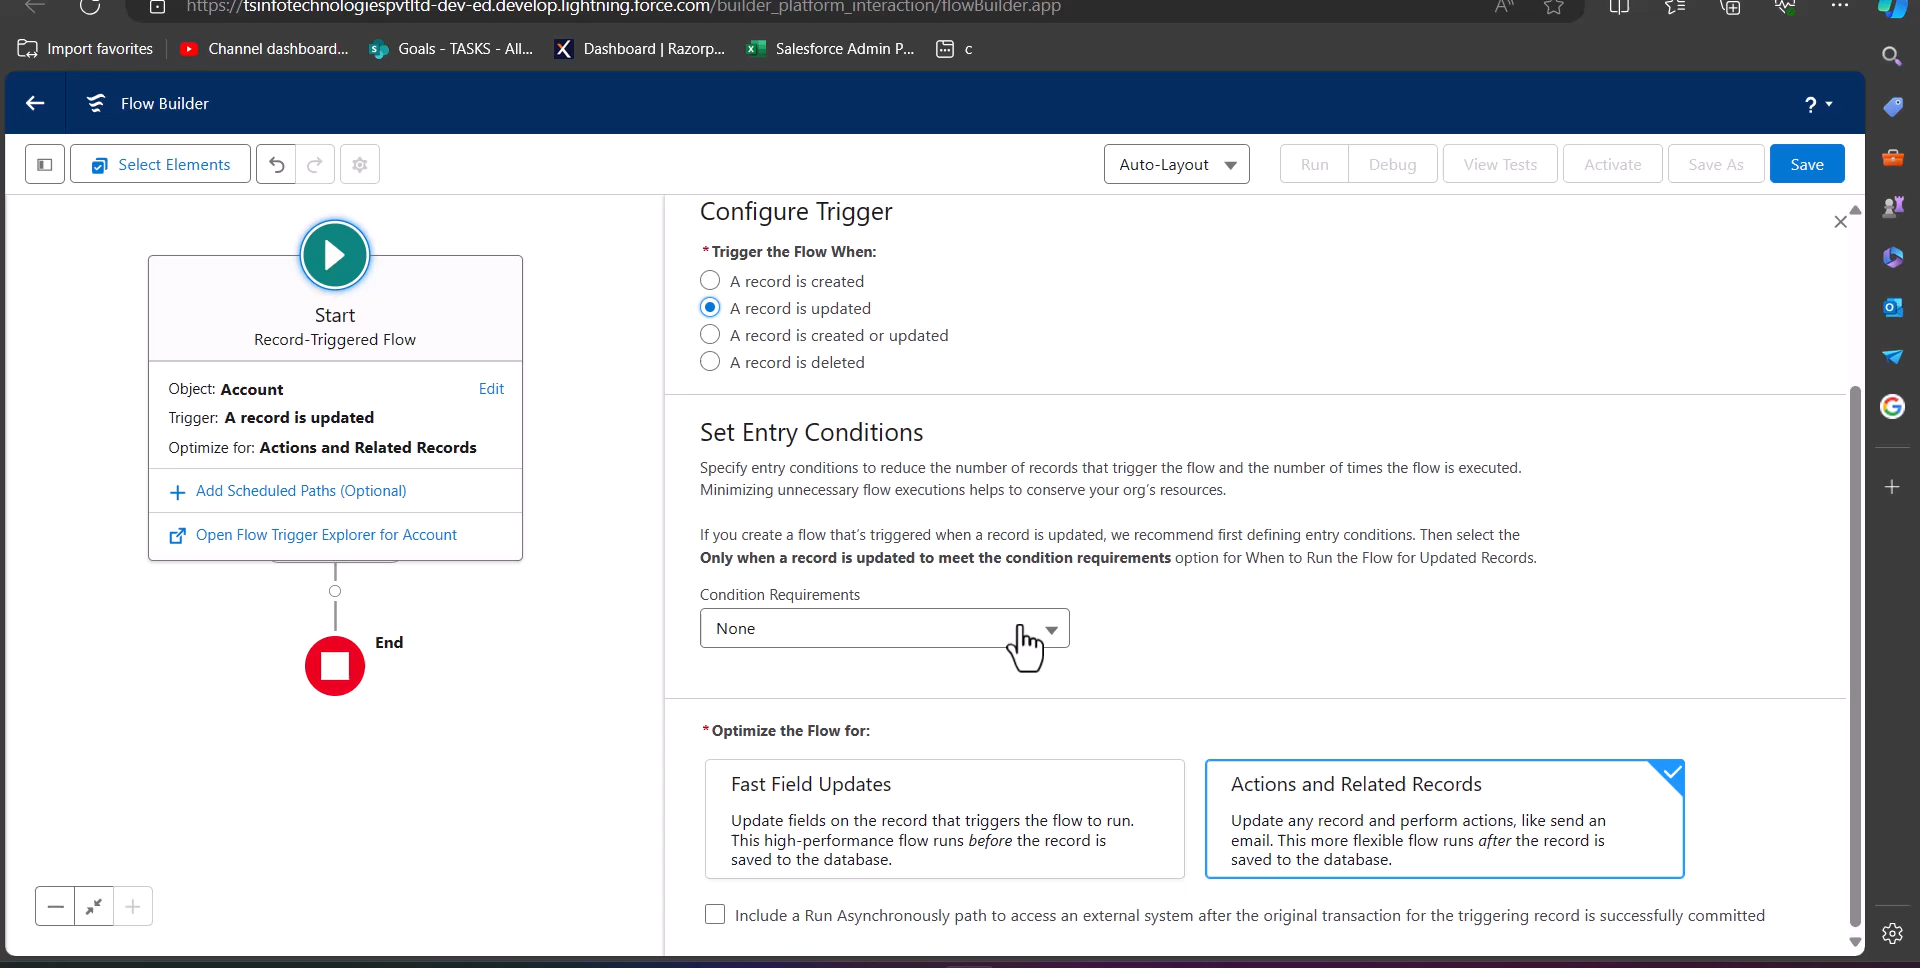 https://tsinfotechnologiespvtltd-dev-ed.develop.lightning.force.com/builder_platform_interaction/flowBuilder.app
Import favorites
Channel dashboard...
Goals - TASKS - All...
Dashboard | Razorp...
Salesforce Admin P...
c
Flow Builder
?
Select Elements
Auto-Layout
Run
Debug
View Tests
Activate
Save As
Save
Start
Record-Triggered Flow
Object: Account
Edit
Trigger: A record is updated
Optimize for: Actions and Related Records
Add Scheduled Paths (Optional)
Open Flow Trigger Explorer for Account
End
Configure Trigger
*Trigger the Flow When:
A record is created
A record is updated
A record is created or updated
A record is deleted
Set Entry Conditions
Specify entry conditions to reduce the number of records that trigger the flow and the number of times the flow is executed.
Minimizing unnecessary flow executions helps to conserve your org's resources.
If you create a flow that's triggered when a record is updated, we recommend first defining entry conditions. Then select the
Only when a record is updated to meet the condition requirements option for When to Run the Flow for Updated Records.
Condition Requirements
None
*Optimize the Flow for:
Fast Field Updates
Update fields on the record that triggers the flow to run.
This high-performance flow runs before the record is
saved to the database.
Actions and Related Records
Update any record and perform actions, like send an
email. This more flexible flow runs after the record is
saved to the database.
Include a Run Asynchronously path to access an external system after the original transaction for the triggering record is successfully committed